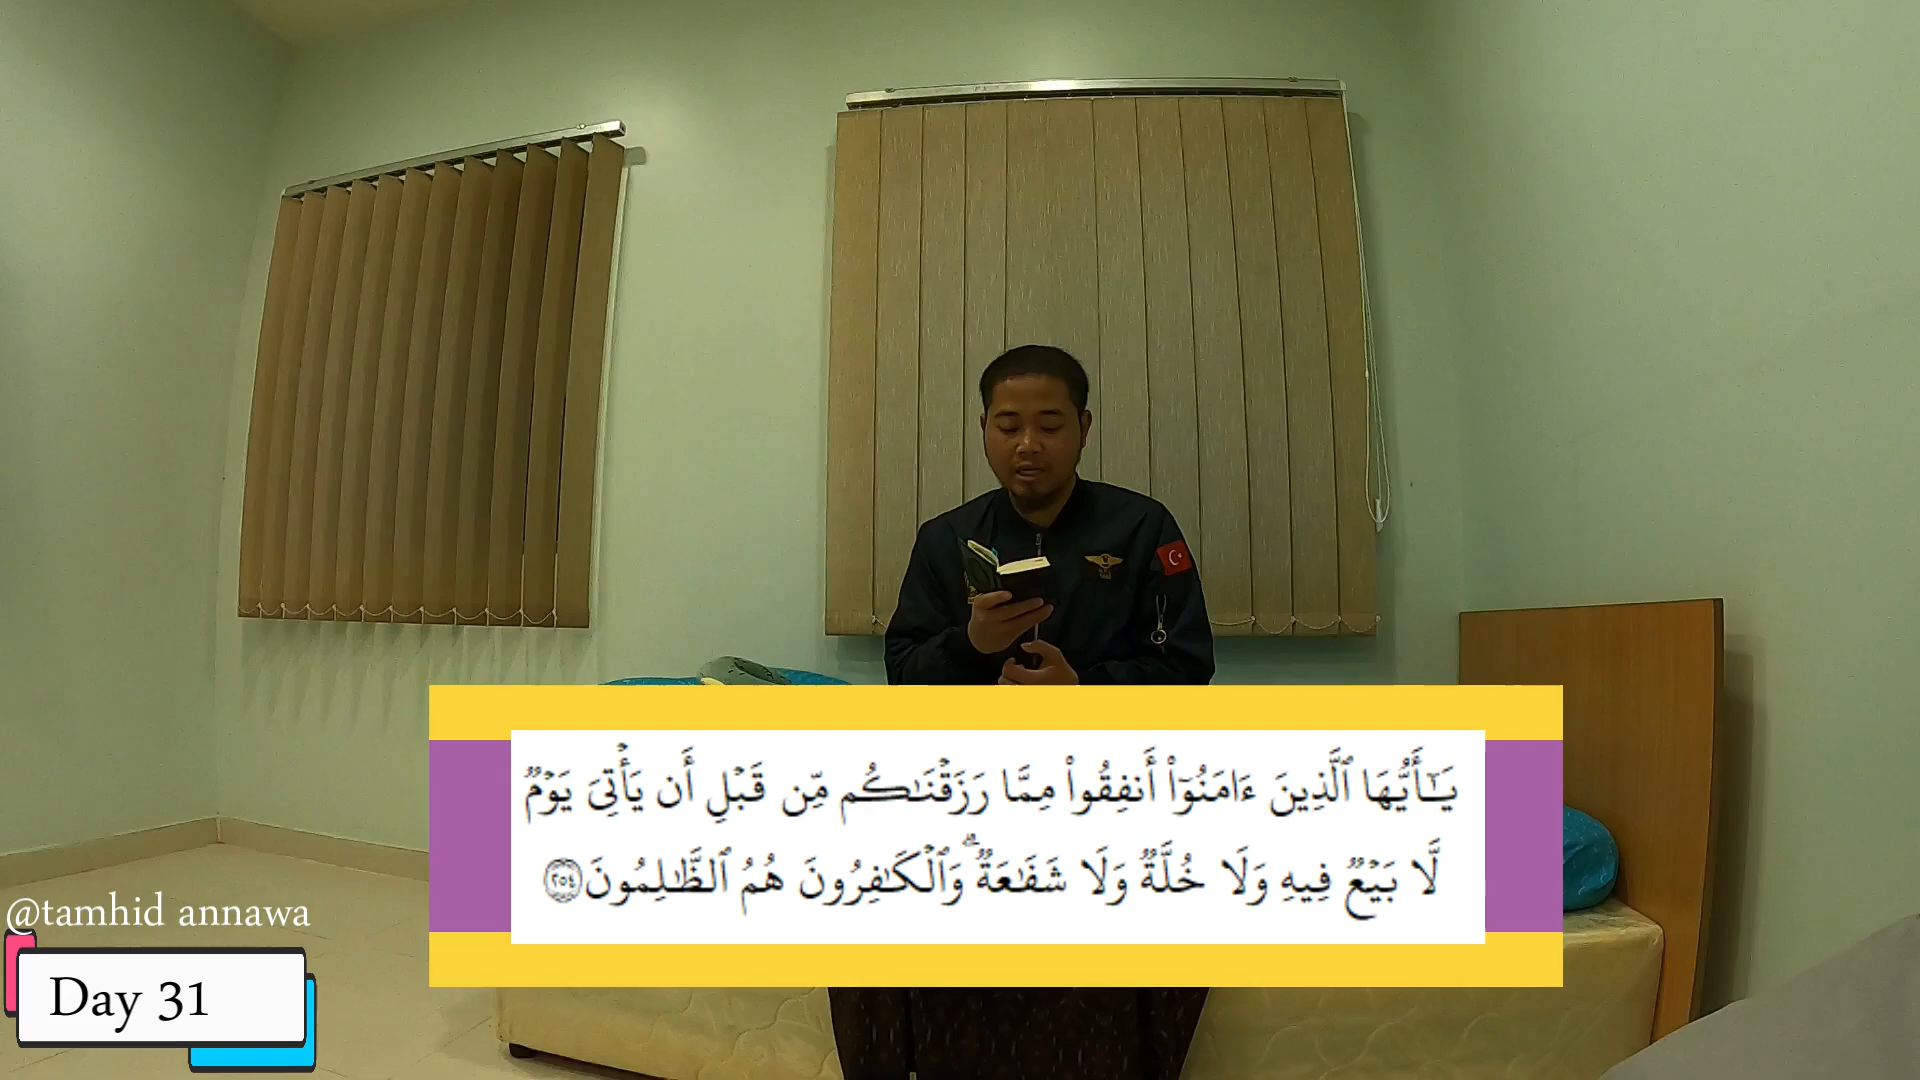 يَـٰٓأَيُّهَا ٱلَّذِينَ ءَامَنُوٓا۟ أَنفِقُوا۟ مِمَّا رَزَقْنَـٰكُم مِّن قَبْلِ أَن يَأْتِىَ يَوْمٌ
لَّا بَيْعٌ فِيهِ وَلَا خُلَّةٌ وَلَا شَفَـٰعَةٌ ۗ وَٱلْكَـٰفِرُونَ هُمُ ٱلظَّـٰلِمُونَ ٢٥٤
@tamhid annawa
Day 31